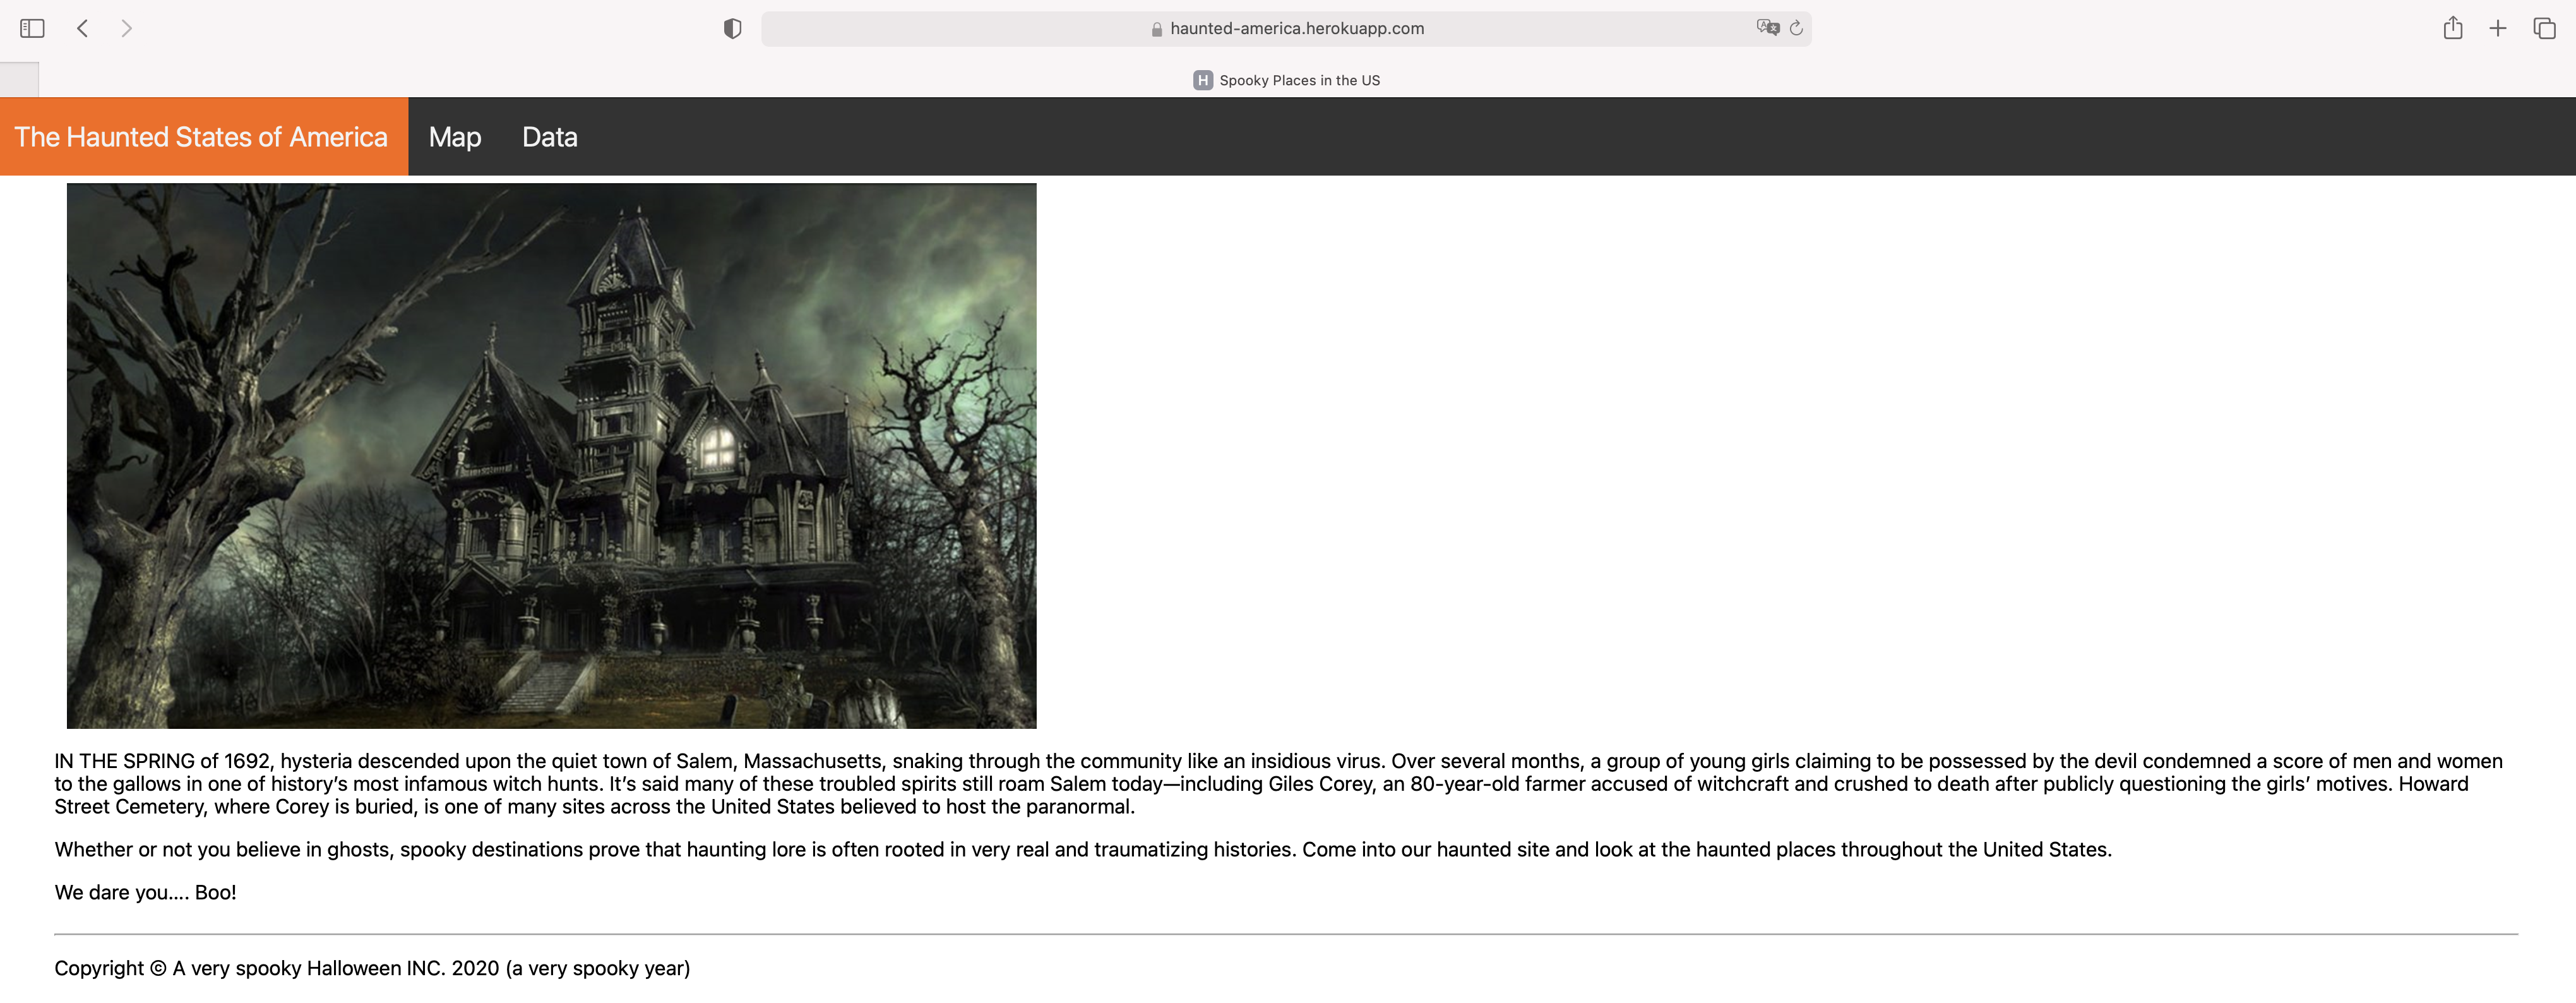 haunted-america.herokuapp.com
H Spooky Places in the US
The Haunted States of America Map Data
IN THE SPRING of 1692, hysteria descended upon the quiet town of Salem, Massachusetts, snaking through the community like an insidious virus. Over several months, a group of young girls claiming to be possessed by the devil condemned a score of men and women
to the gallows in one of history’s most infamous witch hunts. It’s said many of these troubled spirits still roam Salem today—including Giles Corey, an 80-year-old farmer accused of witchcraft and crushed to death after publicly questioning the girls’ motives. Howard
Street Cemetery, where Corey is buried, is one of many sites across the United States believed to host the paranormal.
Whether or not you believe in ghosts, spooky destinations prove that haunting lore is often rooted in very real and traumatizing histories. Come into our haunted site and look at the haunted places throughout the United States.
We dare you.... Boo!
Copyright © A very spooky Halloween INC. 2020 (a very spooky year)